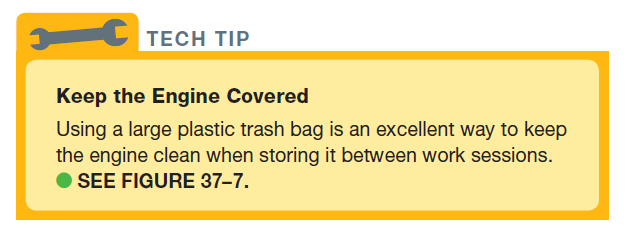 TECH TIP
Keep the Engine Covered
Using a large plastic trash bag is an excellent way to keep
the engine clean when storing it between work sessions.
SEE FIGURE 37–7.